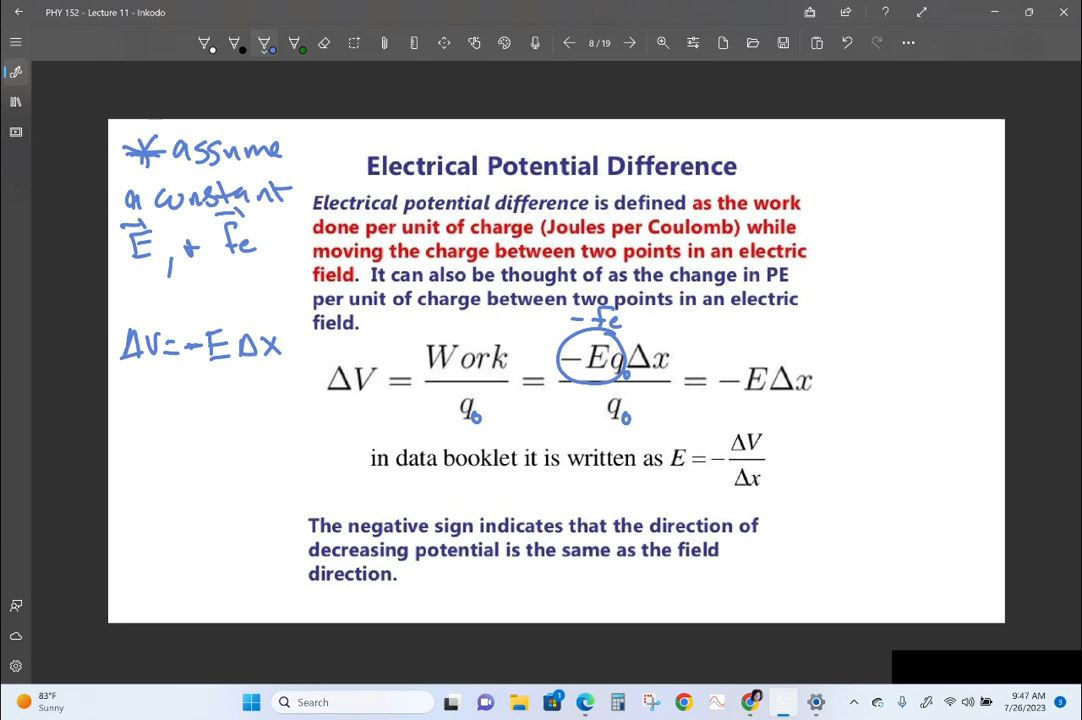 PHY 152 - Lecture 11 - Inkodo
8 / 19
* assume
a constant
E, + fe
ΔV = -E Δx
Electrical Potential Difference
Electrical potential difference is defined as the work
done per unit of charge (Joules per Coulomb) while
moving the charge between two points in an electric
field. It can also be thought of as the change in PE
per unit of charge between two points in an electric
field.
- fe
ΔV = Work / q₀ = -Eq₀Δx / q₀ = -EΔx
in data booklet it is written as E = - ΔV / Δx
The negative sign indicates that the direction of
decreasing potential is the same as the field
direction.
83°F
Sunny
Search
1
9:47 AM
7/26/2023
3